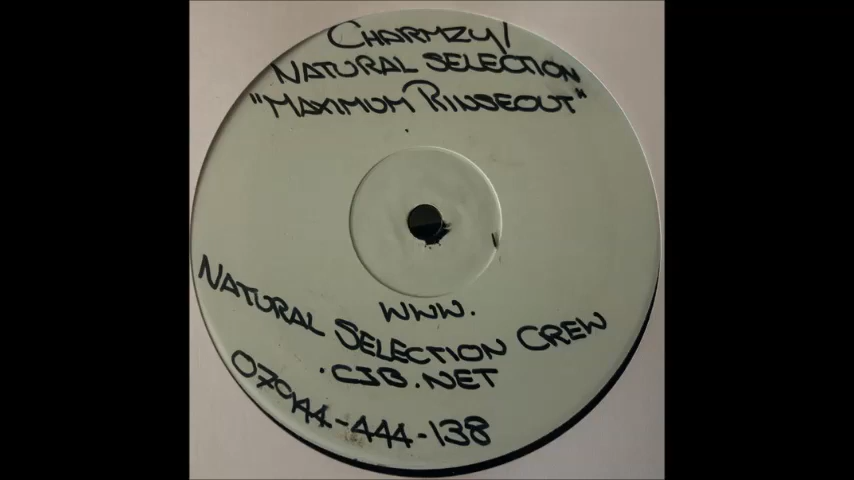 CHARMZY/
NATURAL SELECTION
"MAXIMUM RINSEOUT"
WWW.
NATURAL SELECTION CREW
.CJB.NET
07944-444-138